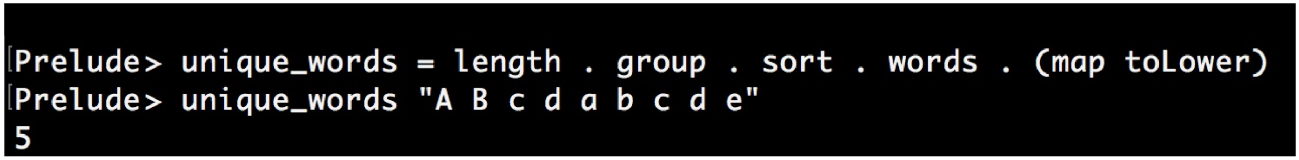 [Prelude> unique_words = length . group . sort . words . (map toLower)
[Prelude> unique_words "A B c d a b c d e"
5